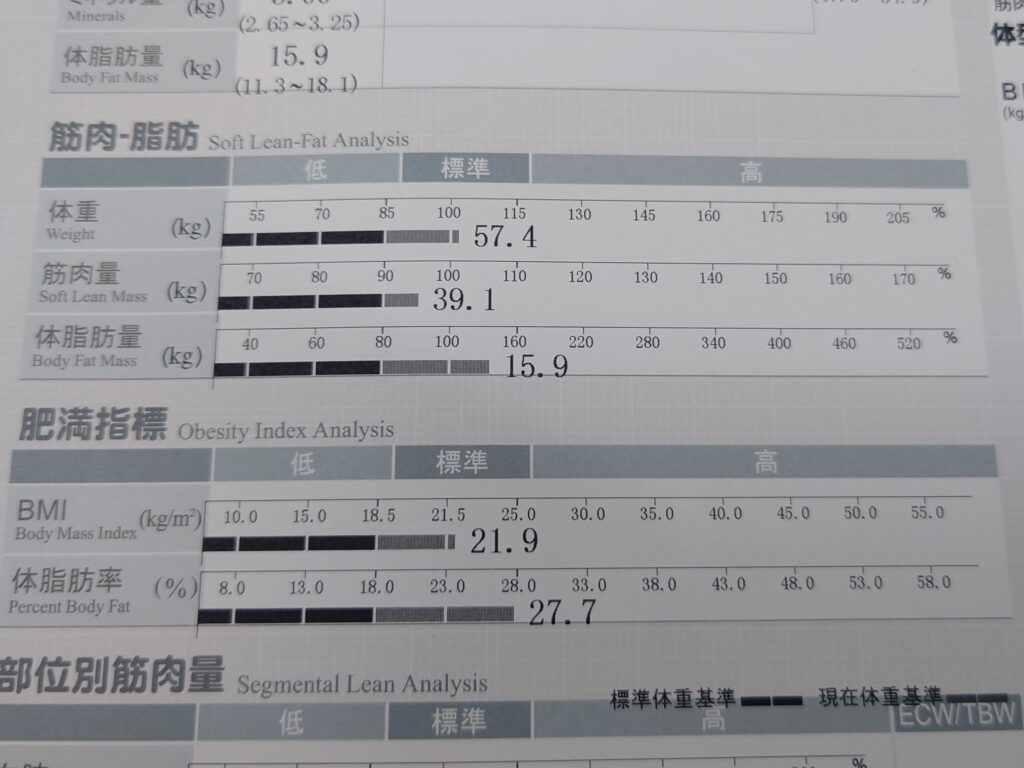 Minerals (kg)
(2.65~3.25)
体脂肪量 (kg) 15.9
Body Fat Mass (11.3~18.1)
筋肉-脂肪 Soft Lean-Fat Analysis
低 標準 高
体重 (kg) 55 70 85 100 115 130 145 160 175 190 205 %
Weight 57.4
筋肉量 (kg) 70 80 90 100 110 120 130 140 150 160 170 %
Soft Lean Mass 39.1
体脂肪量 (kg) 40 60 80 100 160 220 280 340 400 460 520 %
Body Fat Mass 15.9
肥満指標 Obesity Index Analysis
低 標準 高
BMI (kg/m²) 10.0 15.0 18.5 21.5 25.0 30.0 35.0 40.0 45.0 50.0 55.0
Body Mass Index 21.9
体脂肪率 (%) 8.0 13.0 18.0 23.0 28.0 33.0 38.0 43.0 48.0 53.0 58.0
Percent Body Fat 27.7
部位別筋肉量 Segmental Lean Analysis
標準体重基準 現在体重基準
低 標準 高 ECW/TBW
%